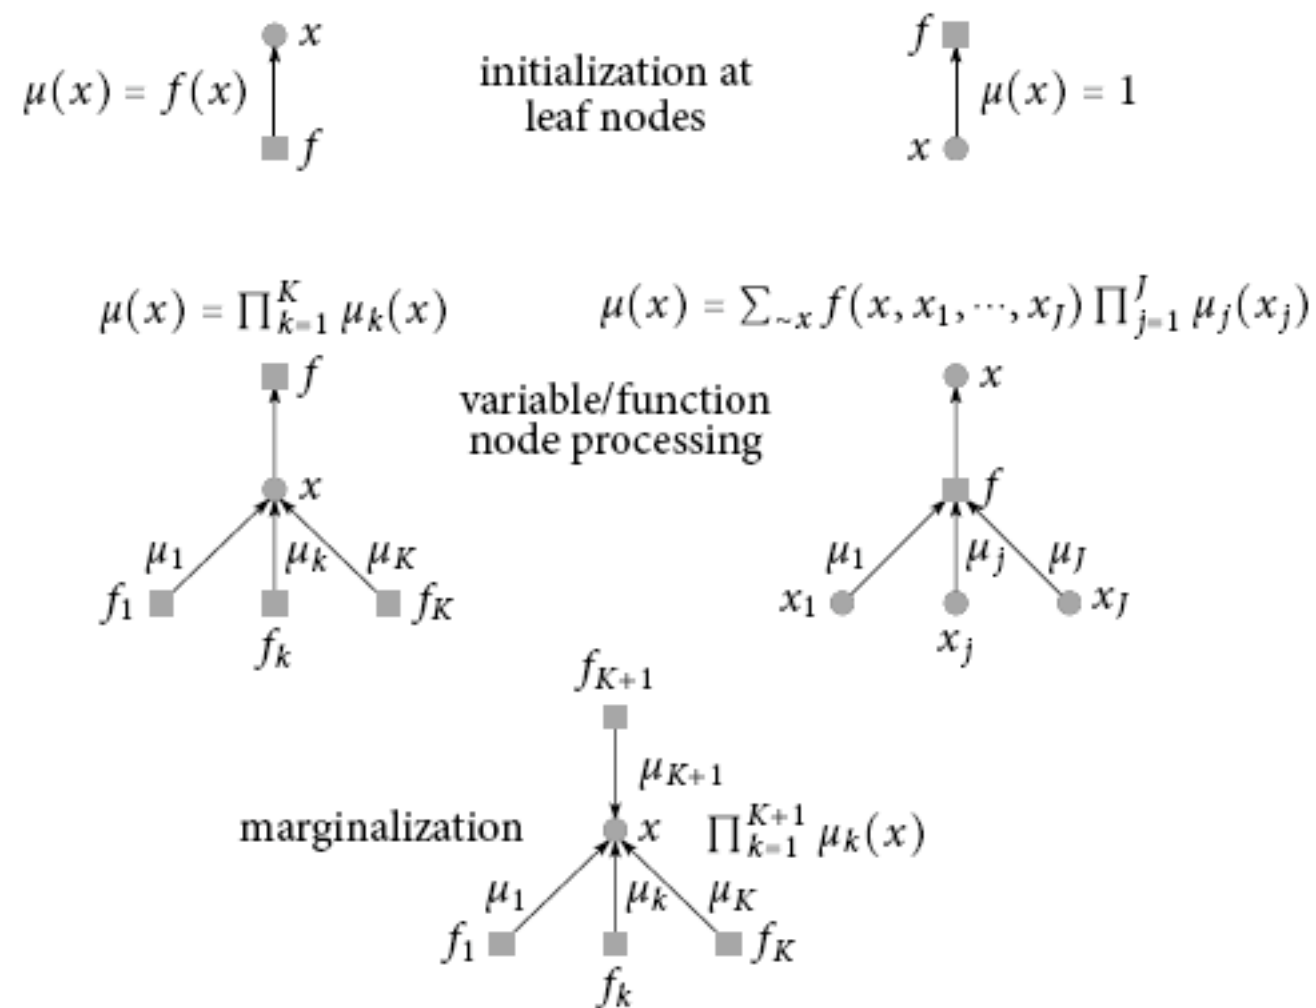 x
f
μ(x) = f(x)
initialization at
leaf nodes
μ(x) = 1
f
x
μ(x) = ∏_{k=1}^{K} μ_k(x)
μ(x) = ∑_{~x} f(x, x_1, ⋯, x_J) ∏_{j=1}^{J} μ_j(x_j)
f
x
variable/function
node processing
x
f
μ_1
μ_k
μ_K
μ_1
μ_j
μ_J
f_1
f_K
x_1
x_J
f_k
x_j
f_{K+1}
μ_{K+1}
marginalization
x
∏_{k=1}^{K+1} μ_k(x)
μ_1
μ_k
μ_K
f_1
f_K
f_k